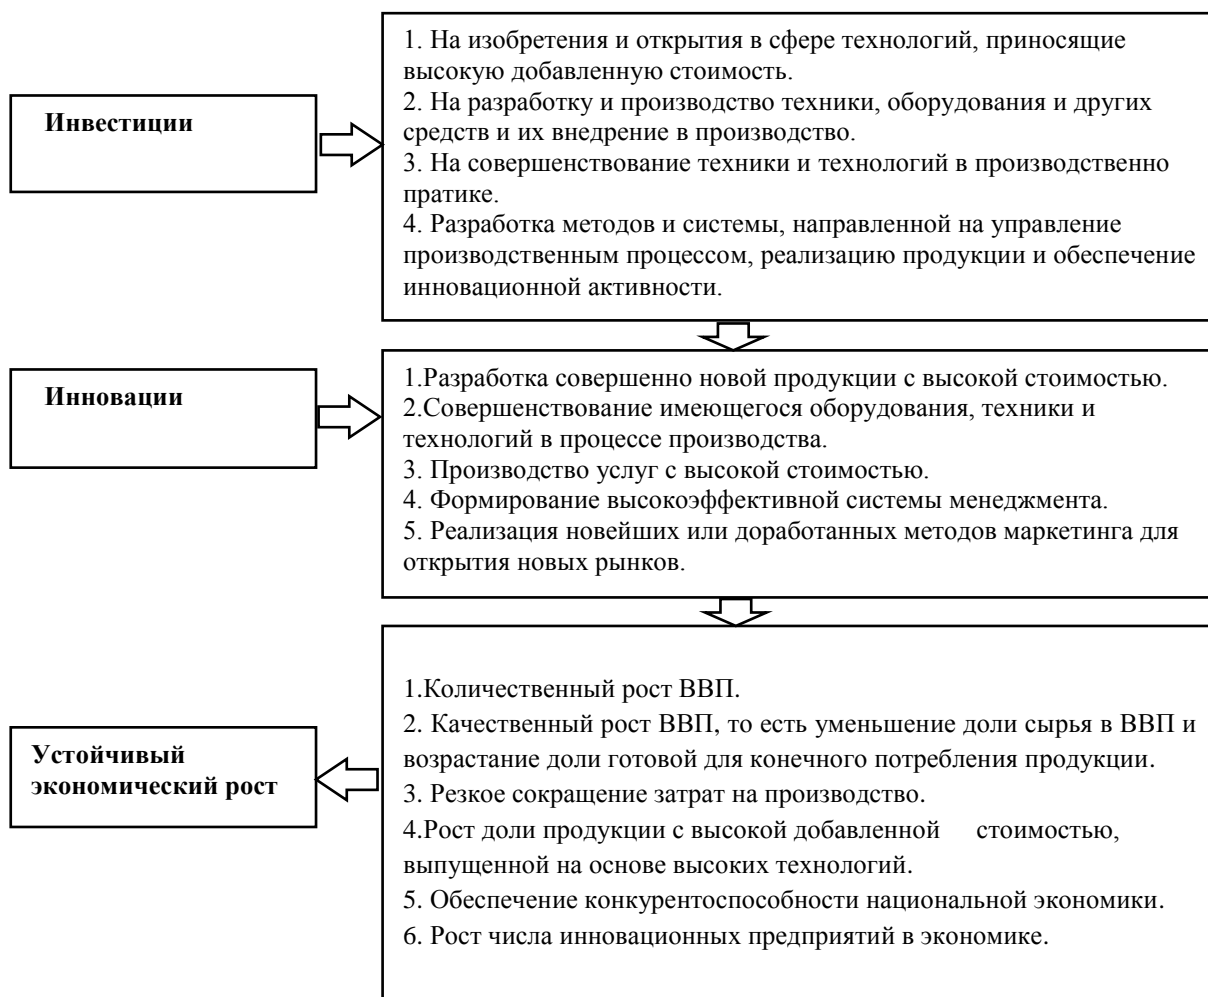 Инвестиции
1. На изобретения и открытия в сфере технологий, приносящие
высокую добавленную стоимость.
2. На разработку и производство техники, оборудования и других
средств и их внедрение в производство.
3. На совершенствование техники и технологий в производственно
пратике.
4. Разработка методов и системы, направленной на управление
производственным процессом, реализацию продукции и обеспечение
инновационной активности.
Инновации
1.Разработка совершенно новой продукции с высокой стоимостью.
2.Совершенствование имеющегося оборудования, техники и
технологий в процессе производства.
3. Производство услуг с высокой стоимостью.
4. Формирование высокоэффективной системы менеджмента.
5. Реализация новейших или доработанных методов маркетинга для
открытия новых рынков.
Устойчивый
экономический рост
1.Количественный рост ВВП.
2. Качественный рост ВВП, то есть уменьшение доли сырья в ВВП и
возрастание доли готовой для конечного потребления продукции.
3. Резкое сокращение затрат на производство.
4.Рост доли продукции с высокой добавленной стоимостью,
выпущенной на основе высоких технологий.
5. Обеспечение конкурентоспособности национальной экономики.
6. Рост числа инновационных предприятий в экономике.